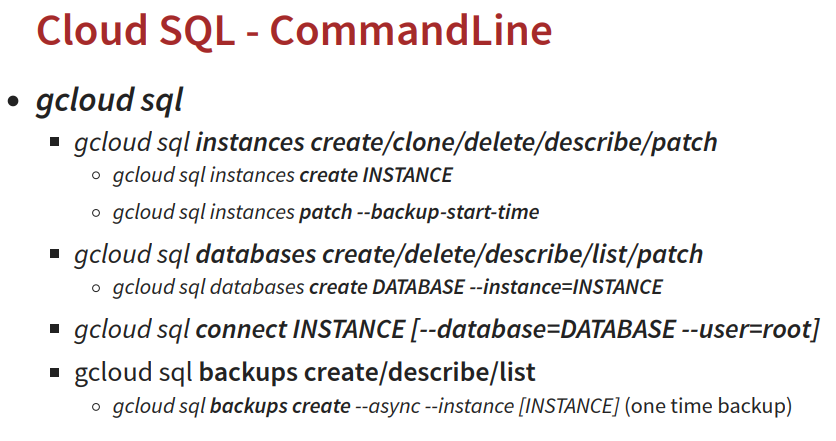 Cloud SQL - CommandLine
gcloud sql
gcloud sql instances create/clone/delete/describe/patch
gcloud sql instances create INSTANCE
gcloud sql instances patch --backup-start-time
gcloud sql databases create/delete/describe/list/patch
gcloud sql databases create DATABASE --instance=INSTANCE
gcloud sql connect INSTANCE [--database=DATABASE --user=root]
gcloud sql backups create/describe/list
gcloud sql backups create --async --instance [INSTANCE] (one time backup)